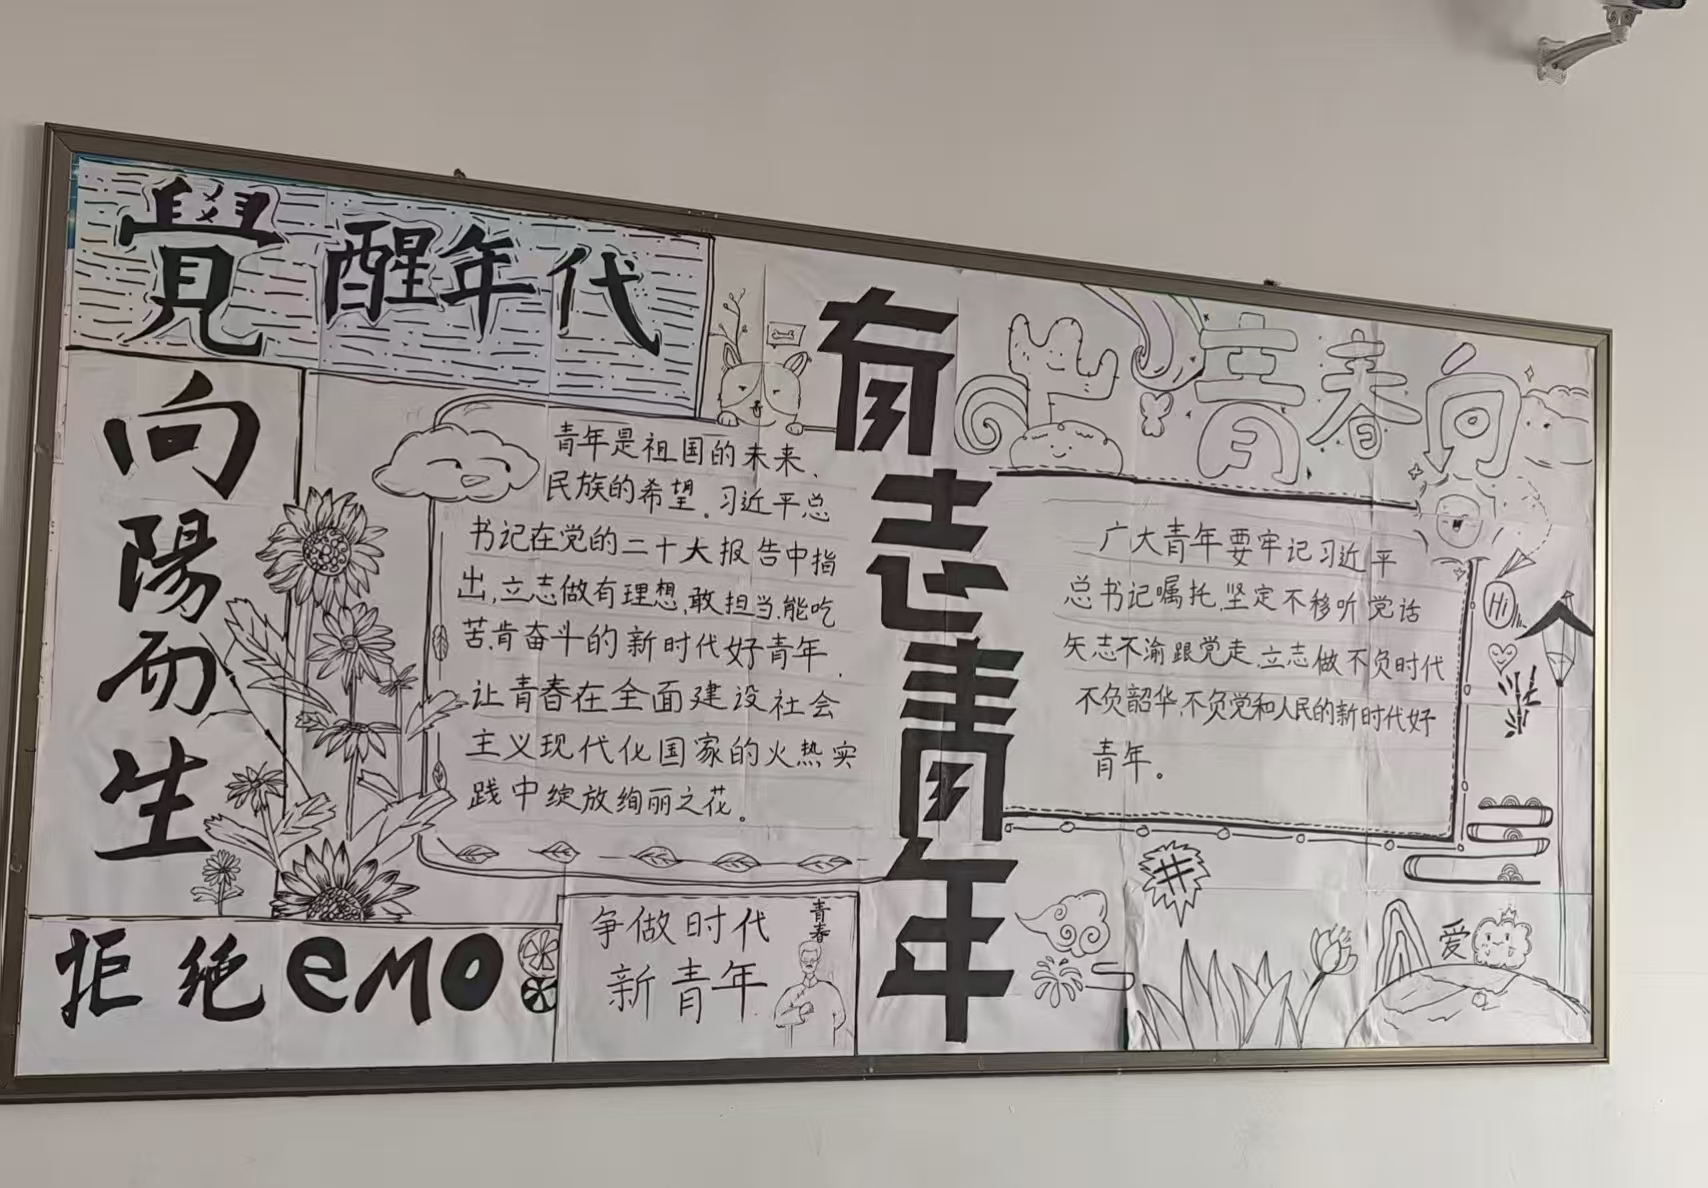 覺醒年代
向陽而生
青年是祖国的未来、
民族的希望。习近平总
书记在党的二十大报告中指
出,立志做有理想、敢担当、能吃
苦、肯奋斗的新时代好青年,
让青春在全面建设社会
主义现代化国家的火热实
践中绽放绚丽之花。
拒绝emo
争做时代
新青年
青春
有志青年
青春向
广大青年要牢记习近平
总书记嘱托,坚定不移听党话
矢志不渝跟党走,立志做不负时代
不负韶华,不负党和人民的新时代好
青年。
Hi
井
爱